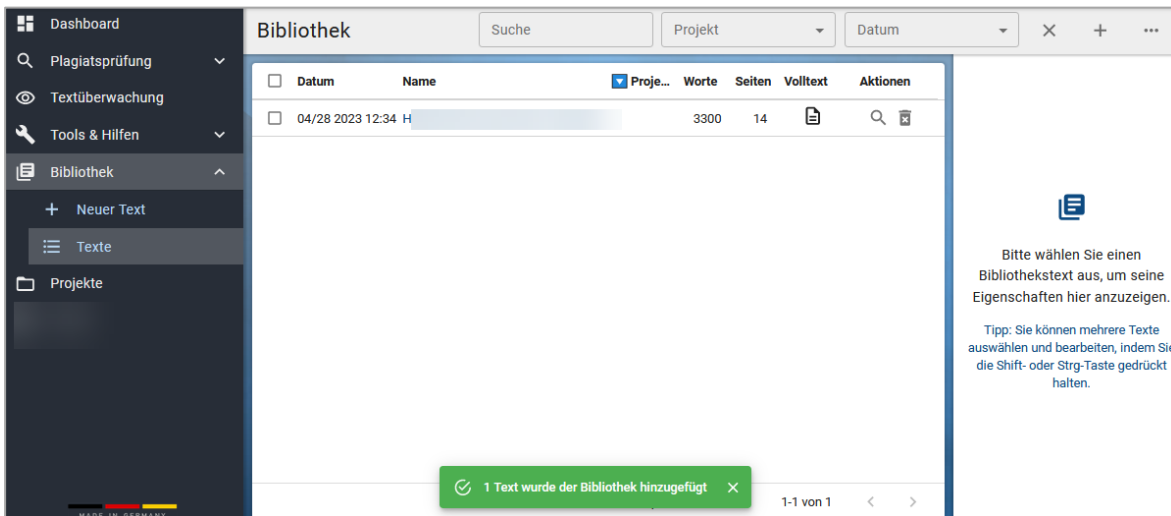 Dashboard
Plagiatsprüfung
Textüberwachung
Tools & Hilfen
Bibliothek
Neuer Text
Texte
Projekte
MADE IN GERMANY
Bibliothek
Suche
Projekt
Datum
Datum Name Proje... Worte Seiten Volltext Aktionen
04/28 2023 12:34 H 3300 14
1 Text wurde der Bibliothek hinzugefügt
1-1 von 1
Bitte wählen Sie einen
Bibliothekstext aus, um seine
Eigenschaften hier anzuzeigen.
Tipp: Sie können mehrere Texte
auswählen und bearbeiten, indem Sie
die Shift- oder Strg-Taste gedrückt
halten.